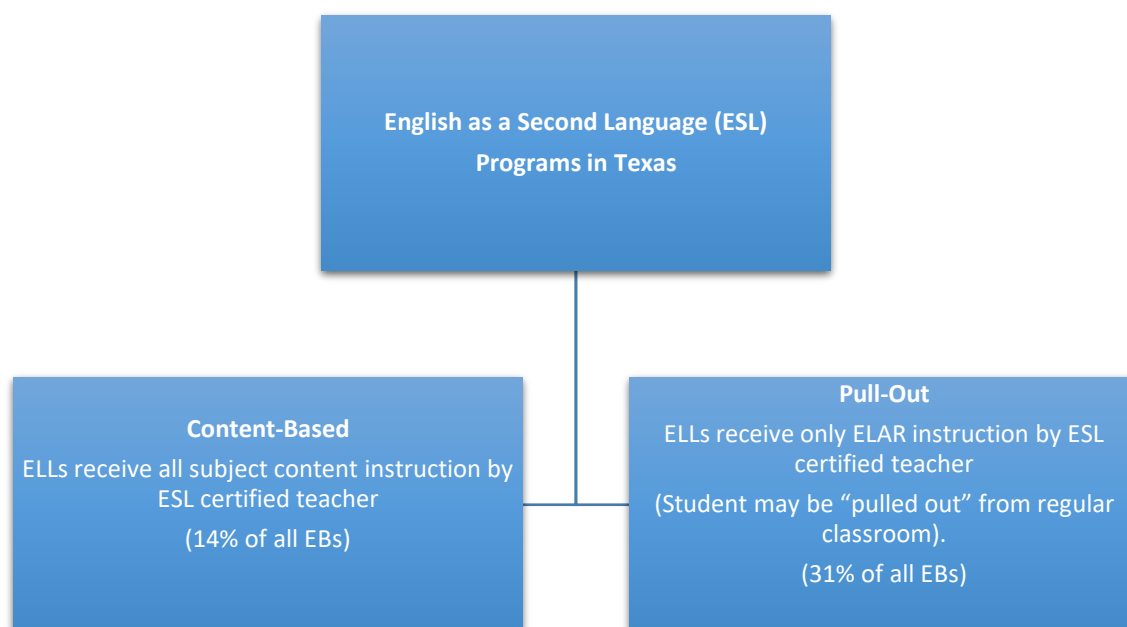 English as a Second Language (ESL)
Programs in Texas
Content-Based
ELLs receive all subject content instruction by
ESL certified teacher
(14% of all EBs)
Pull-Out
ELLs receive only ELAR instruction by ESL
certified teacher
(Student may be “pulled out” from regular
classroom).
(31% of all EBs)